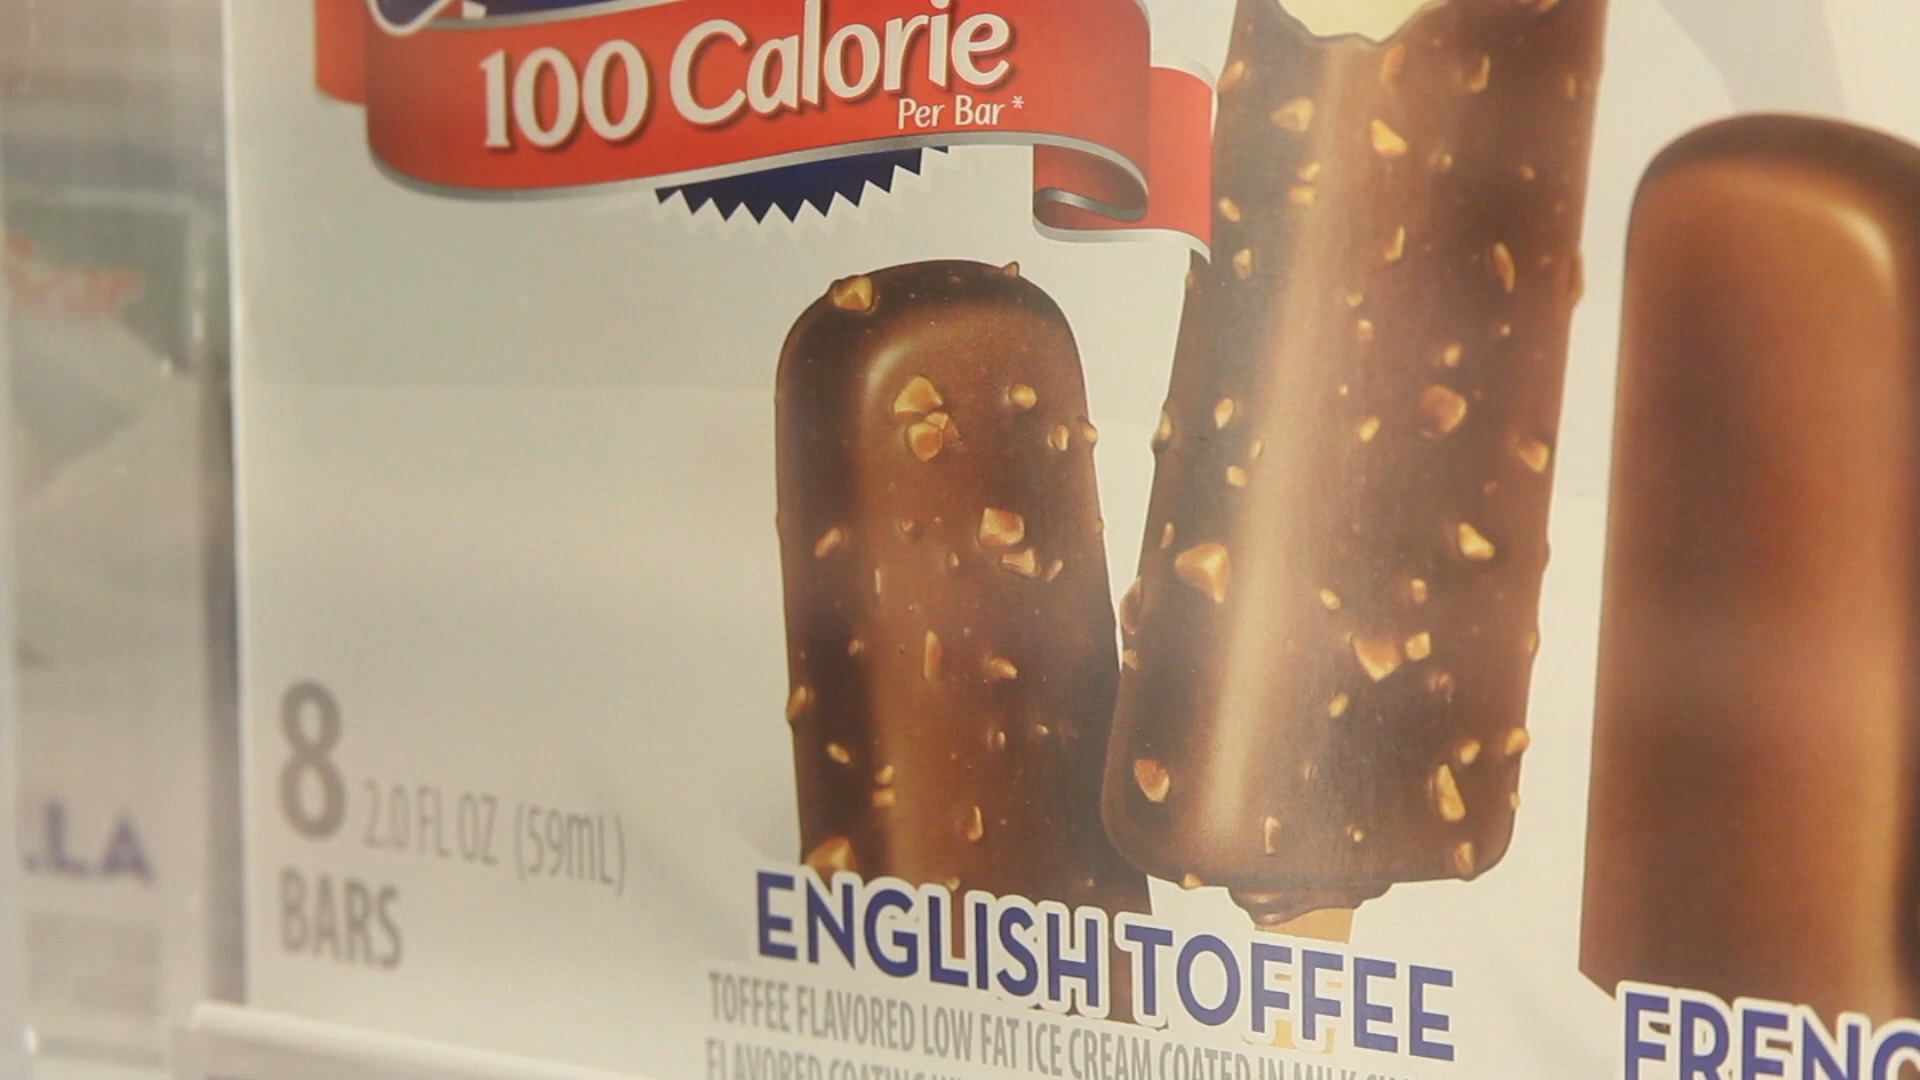 100 Calorie
Per Bar*
8 2.0 FL OZ (59mL)
BARS
ENGLISH TOFFEE
TOFFEE FLAVORED LOW FAT ICE CREAM COATED IN MILK
FLAVORED COATING
FRENC
LLA